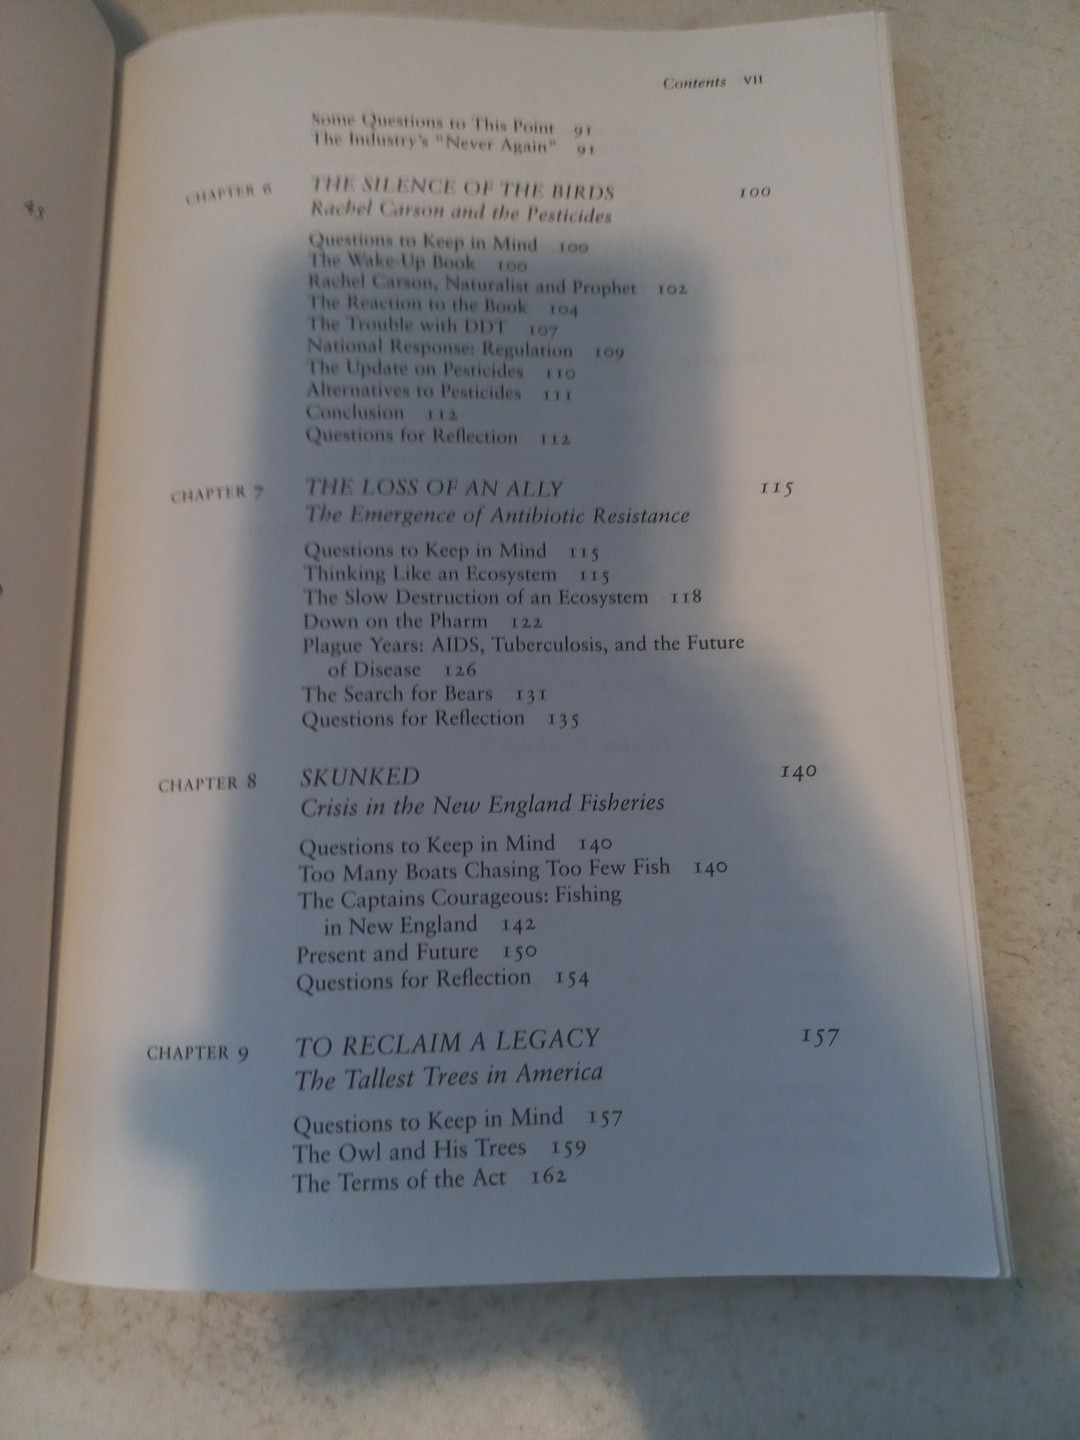 Contents VII
Some Questions to This Point 91
The Industry's "Never Again" 91
CHAPTER 6 THE SILENCE OF THE BIRDS 100
Rachel Carson and the Pesticides
Questions to Keep in Mind 100
The Wake-Up Book 100
Rachel Carson, Naturalist and Prophet 102
The Reaction to the Book 104
The Trouble with DDT 107
National Response: Regulation 109
The Update on Pesticides 110
Alternatives to Pesticides 111
Conclusion 112
Questions for Reflection 112
CHAPTER 7 THE LOSS OF AN ALLY 115
The Emergence of Antibiotic Resistance
Questions to Keep in Mind 115
Thinking Like an Ecosystem 115
The Slow Destruction of an Ecosystem 118
Down on the Pharm 122
Plague Years: AIDS, Tuberculosis, and the Future
of Disease 126
The Search for Bears 131
Questions for Reflection 135
CHAPTER 8 SKUNKED 140
Crisis in the New England Fisheries
Questions to Keep in Mind 140
Too Many Boats Chasing Too Few Fish 140
The Captains Courageous: Fishing
in New England 142
Present and Future 150
Questions for Reflection 154
CHAPTER 9 TO RECLAIM A LEGACY 157
The Tallest Trees in America
Questions to Keep in Mind 157
The Owl and His Trees 159
The Terms of the Act 162